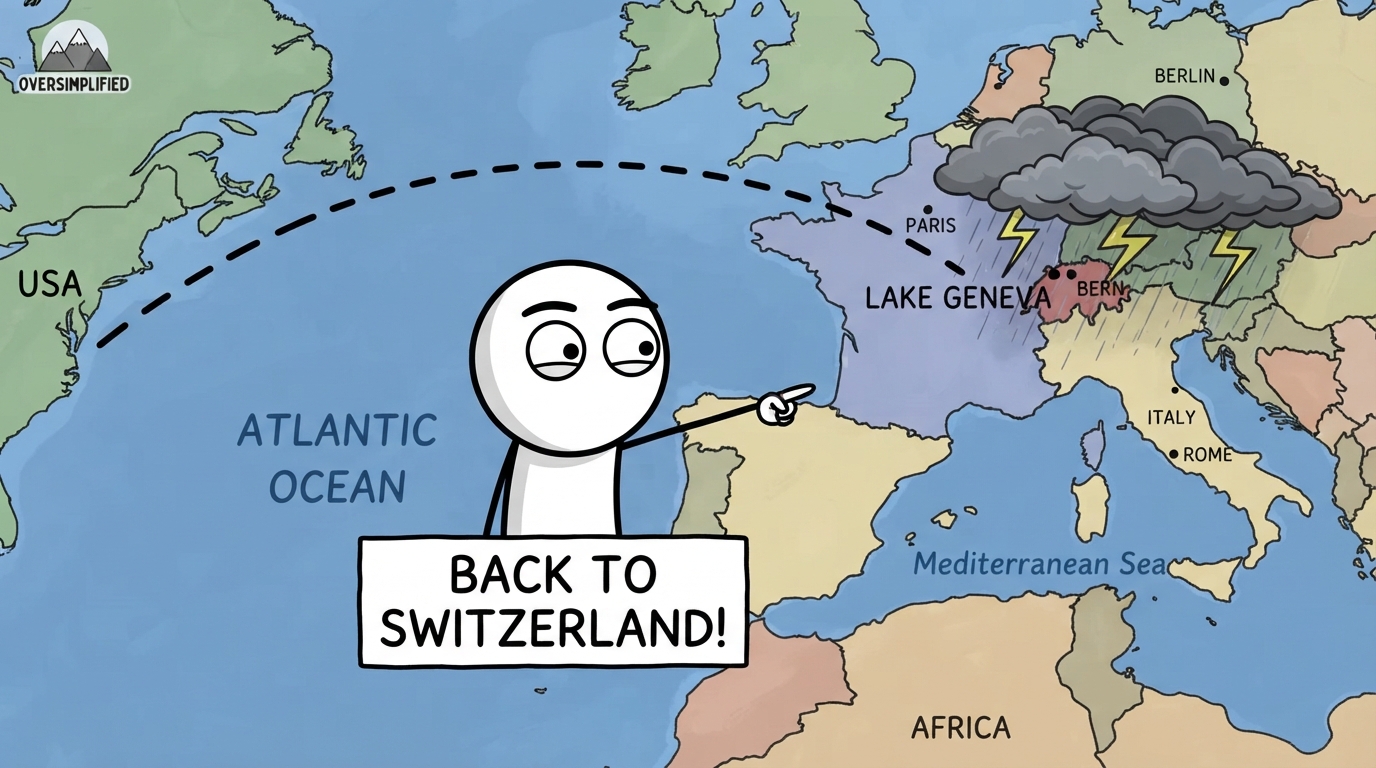 OVERSIMPLIFIED
BERLIN
PARIS
USA
LAKE GENEVA
BERN
ATLANTIC
OCEAN
ITALY
ROME
Mediterranean Sea
BACK TO
SWITZERLAND!
AFRICA